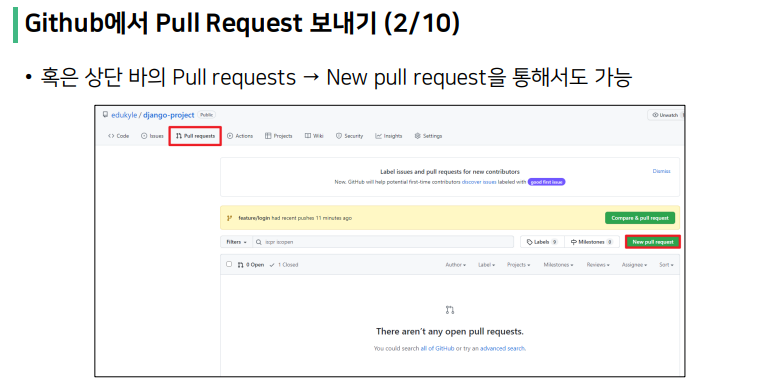 Github에서 Pull Request 보내기 (2/10)
• 혹은 상단 바의 Pull requests → New pull request을 통해서도 가능
edukyle / django-project Public
Unwatch
Code Issues Pull requests Actions Projects Wiki Security Insights Settings
Label issues and pull requests for new contributors
Dismiss
Now, GitHub will help potential first-time contributors discover issues labeled with good first issue
feature/login had recent pushes 11 minutes ago
Compare & pull request
Filters is:pr is:open Labels 9 Milestones 0 New pull request
0 Open 1 Closed Author Label Projects Milestones Reviews Assignee Sort
There aren't any open pull requests.
You could search all of GitHub or try an advanced search.